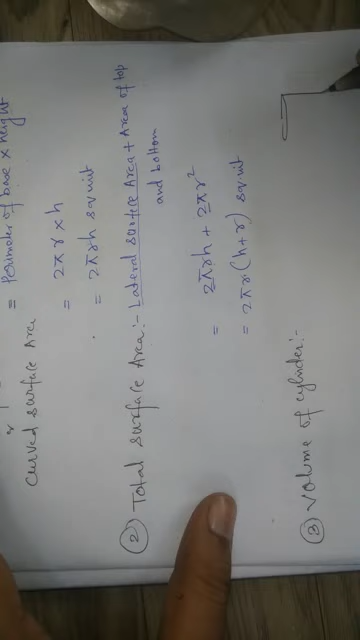 curved surface Area = Perimeter of base × height
= 2πr × h
= 2πrh sq.unit
② Total surface Area:- Lateral surface Area + Area of top
and bottom
= 2πrh + 2πr²
= 2πr (h+r) sq.unit
③ Volume of cylinder:-